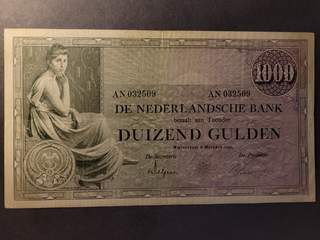 1000
AN 032509 AN 032509
DE NEDERLANDSCHE BANK
betaalt aan Toonder
DUIZEND GULDEN
De Secretaris De President